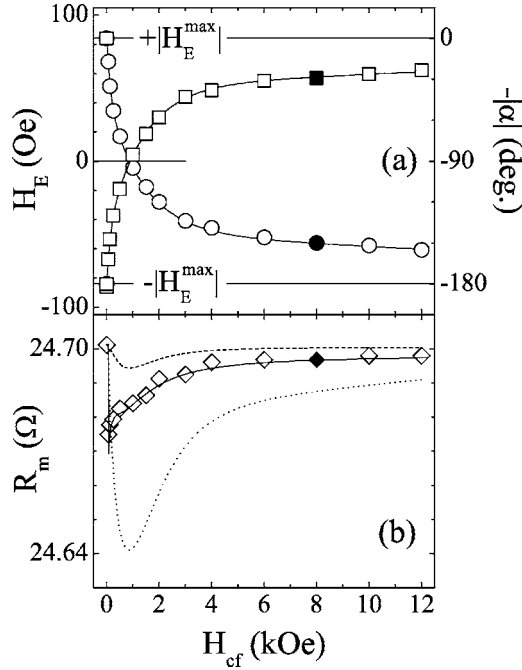 100
+|H_E^max|
0
H_E (Oe)
0
-90
-|α| (deg.)
(a)
-|H_E^max|
-180
-100
24.70
R_m (Ω)
24.64
(b)
0 2 4 6 8 10 12
H_cf (kOe)